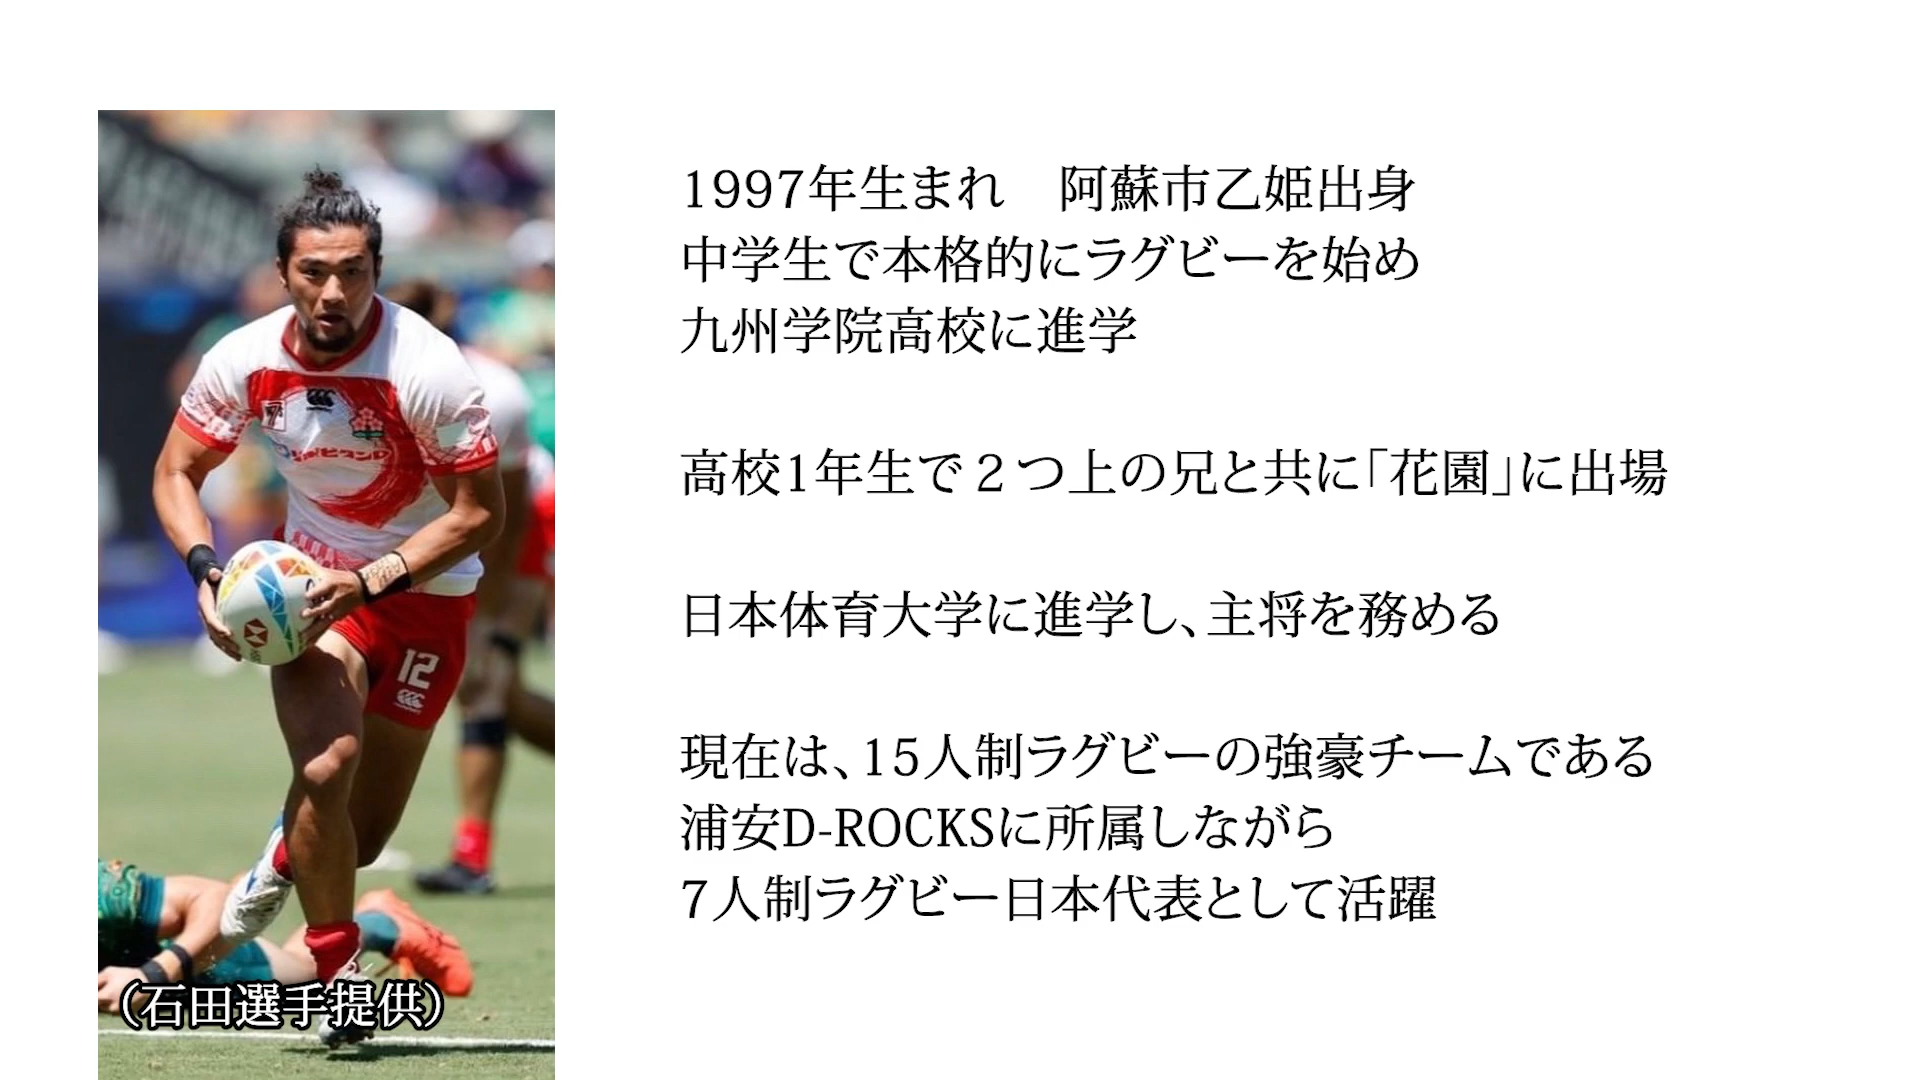 1997年生まれ　阿蘇市乙姫出身
中学生で本格的にラグビーを始め
九州学院高校に進学
高校1年生で２つ上の兄と共に「花園」に出場
日本体育大学に進学し、主将を務める
現在は、15人制ラグビーの強豪チームである
浦安D-ROCKSに所属しながら
7人制ラグビー日本代表として活躍
12
（石田選手提供）